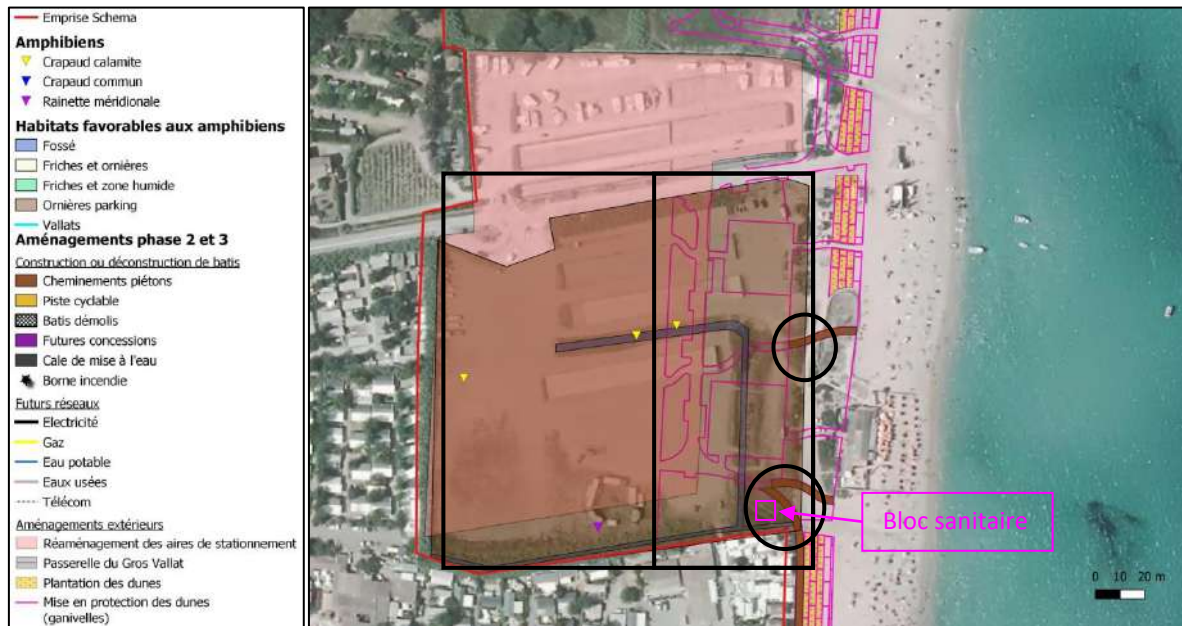 Emprise Schema
Amphibiens
Crapaud calamite
Crapaud commun
Rainette méridionale
Habitats favorables aux amphibiens
Fossé
Friches et ornières
Friches et zone humide
Ornières parking
Vallats
Aménagements phase 2 et 3
Construction ou déconstruction de batis
Cheminements piétons
Piste cyclable
Batis démolis
Futures concessions
Cale de mise à l'eau
Borne incendie
Futurs réseaux
Electricité
Gaz
Eau potable
Eaux usées
Télécom
Aménagements extérieurs
Réaménagement des aires de stationnement
Passerelle du Gros Vallat
Plantation des dunes
Mise en protection des dunes
(ganivelles)
Bloc sanitaire
0 10 20 m